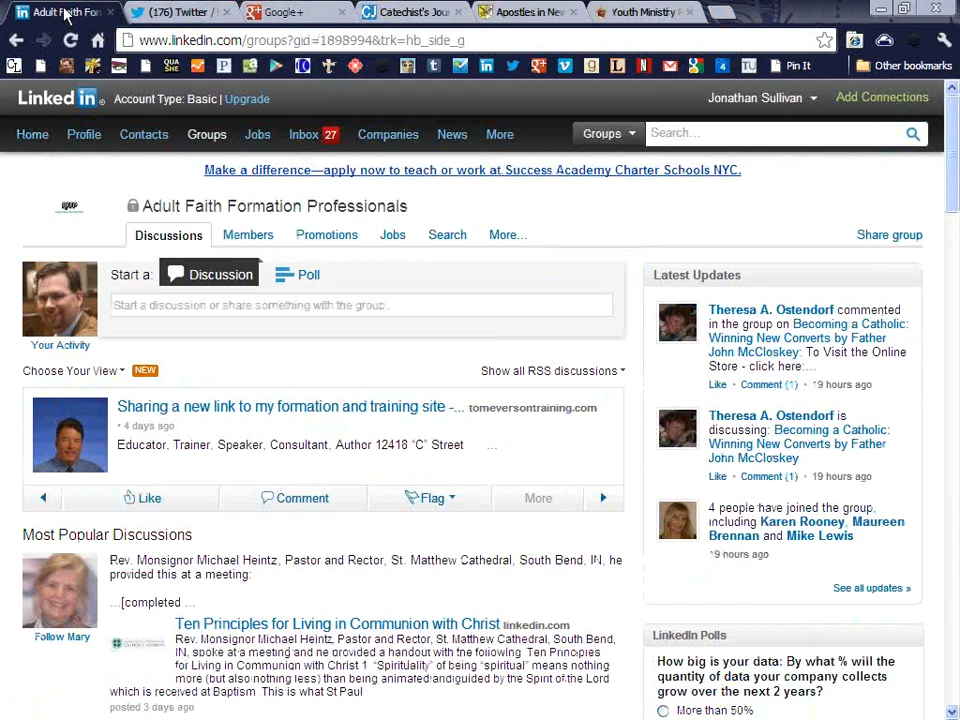 Adult Faith For
(176) Twitter /
Google+
Catechist's Jou
Apostles in Nev
Youth Ministry
www.linkedin.com/groups?gid=1898994&trk=hb_side_g
Pin It
Other bookmarks
Linked in Account Type: Basic | Upgrade
Jonathan Sullivan
Add Connections
Home Profile Contacts Groups Jobs Inbox 27 Companies News More
Groups
Search...
Make a difference—apply now to teach or work at Success Academy Charter Schools NYC.
Adult Faith Formation Professionals
Discussions Members Promotions Jobs Search More...
Share group
Start a: Discussion Poll
Start a discussion or share something with the group..
Your Activity
Choose Your View NEW
Show all RSS discussions
Sharing a new link to my formation and training site -... tomeversontraining.com
• 4 days ago
Educator, Trainer, Speaker, Consultant, Author 12418 "C" Street ...
Like Comment Flag More
Most Popular Discussions
Follow Mary
Rev. Monsignor Michael Heintz, Pastor and Rector, St. Matthew Cathedral, South Bend, IN, he
provided this at a meeting:
...[completed ...
Ten Principles for Living in Communion with Christ linkedin.com
Rev. Monsignor Michael Heintz, Pastor and Rector, St. Matthew Cathedral, South Bend,
IN, spoke at a meeting and he provided a handout with the following. Ten Principles
for Living in Communion with Christ 1 "Spirituality" of being "spiritual" means nothing
more (but also nothing less) than being animated and guided by the Spirit of the Lord
which is received at Baptism This is what St Paul
posted 3 days ago
Latest Updates
Theresa A. Ostendorf commented
in the group on Becoming a Catholic:
Winning New Converts by Father
John McCloskey: To Visit the Online
Store - click here:...
Like • Comment (1) • 19 hours ago
Theresa A. Ostendorf is
discussing: Becoming a Catholic:
Winning New Converts by Father
John McCloskey
Like • Comment (1) • 19 hours ago
4 people have joined the group,
including Karen Rooney, Maureen
Brennan and Mike Lewis
19 hours ago
See all updates »
LinkedIn Polls
How big is your data: By what % will the
quantity of data your company collects
grow over the next 2 years?
More than 50%